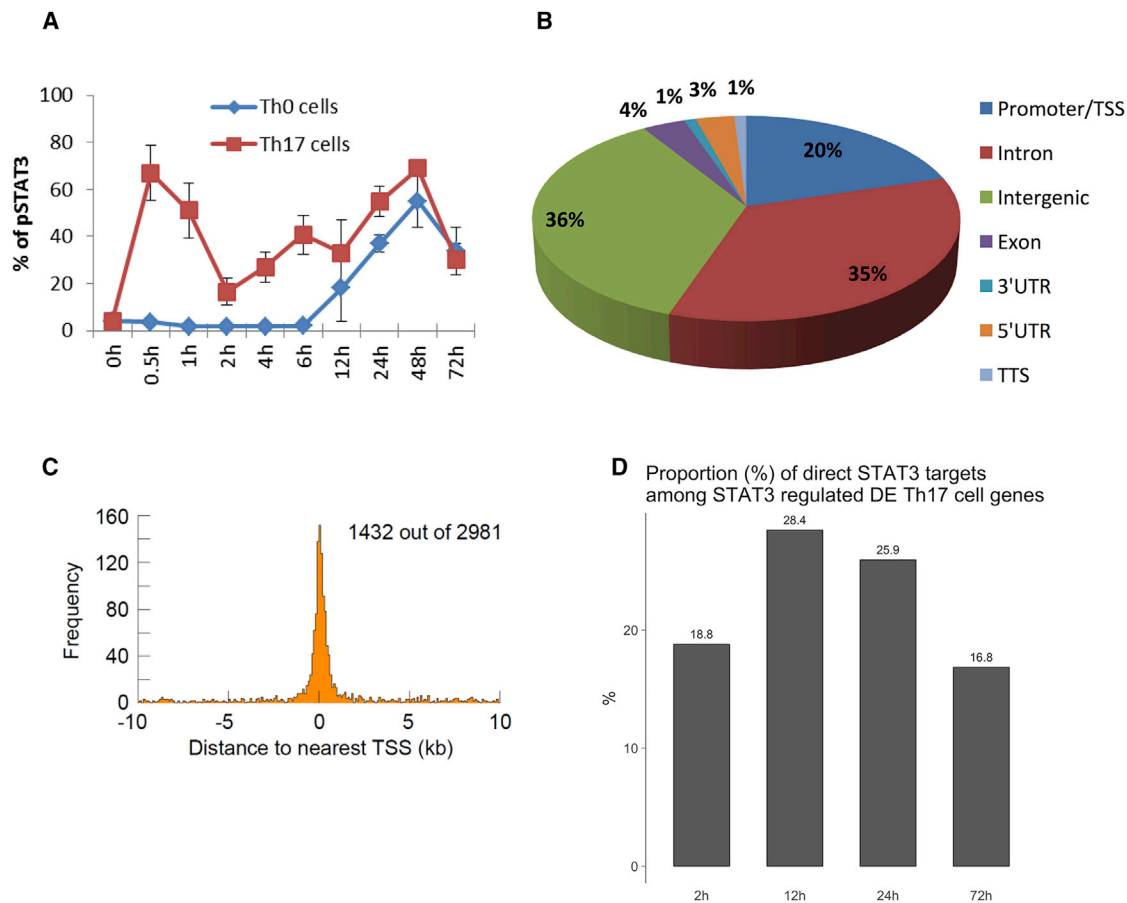 A
100
80
60
40
20
0
% of pSTAT3
Th0 cells
Th17 cells
0h
0.5h
1h
2h
4h
6h
12h
24h
48h
72h
B
4%
1%
3%
1%
20%
36%
35%
Promoter/TSS
Intron
Intergenic
Exon
3'UTR
5'UTR
TTS
C
160
120
80
40
0
Frequency
1432 out of 2981
-10
-5
0
5
10
Distance to nearest TSS (kb)
D
Proportion (%) of direct STAT3 targets
among STAT3 regulated DE Th17 cell genes
28.4
25.9
18.8
16.8
20
10
0
%
2h
12h
24h
72h